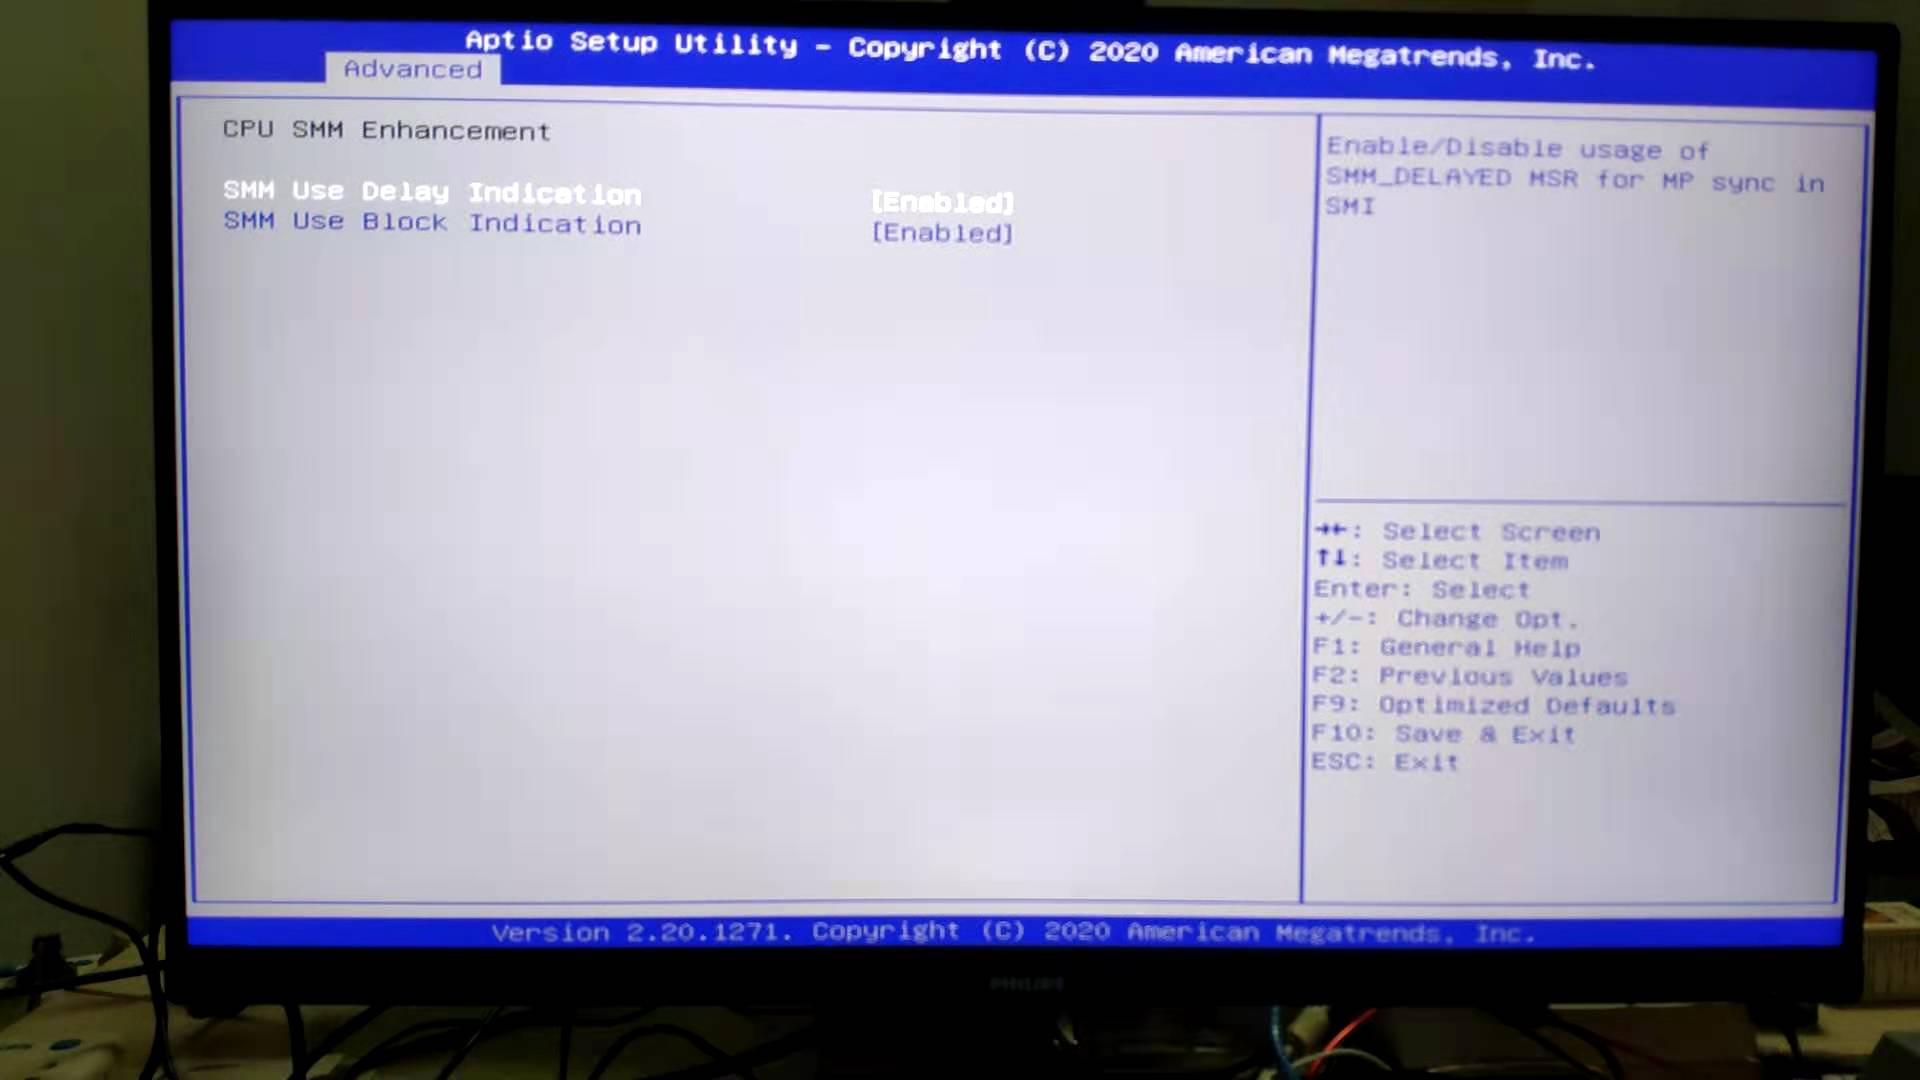 Aptio Setup Utility - Copyright (C) 2020 American Megatrends, Inc.
Advanced
CPU SMM Enhancement
SMM Use Delay Indication [Enabled]
SMM Use Block Indication [Enabled]
Enable/Disable usage of
SMM_DELAYED MSR for MP sync in
SMI
→←: Select Screen
↑↓: Select Item
Enter: Select
+/-: Change Opt.
F1: General Help
F2: Previous Values
F9: Optimized Defaults
F10: Save & Exit
ESC: Exit
Version 2.20.1271. Copyright (C) 2020 American Megatrends, Inc.
PHILIPS